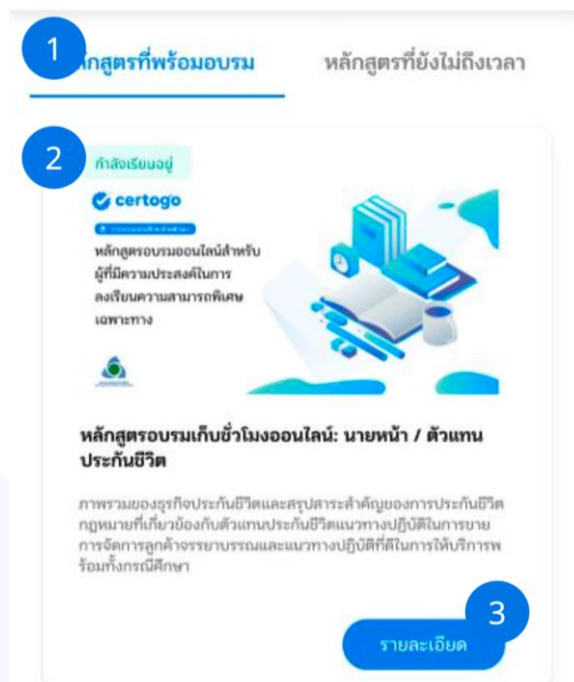 1
หลักสูตรที่พร้อมอบรม
หลักสูตรที่ยังไม่ถึงเวลา
2
กำลังเรียนอยู่
certogo
หลักสูตรอบรมออนไลน์สำหรับ
ผู้ที่มีความประสงค์ในการ
ลงเรียนความสามารถพิเศษ
เฉพาะทาง
หลักสูตรอบรมเก็บชั่วโมงออนไลน์: นายหน้า / ตัวแทน
ประกันชีวิต
ภาพรวมของธุรกิจประกันชีวิตและสรุปสาระสำคัญของการประกันชีวิต
กฎหมายที่เกี่ยวข้องกับตัวแทนประกันชีวิตแนวทางปฏิบัติในการขาย
การจัดการลูกค้าจรรยาบรรณและแนวทางปฏิบัติที่ดีในการให้บริการพ
ร้อมทั้งกรณีศึกษา
3
รายละเอียด